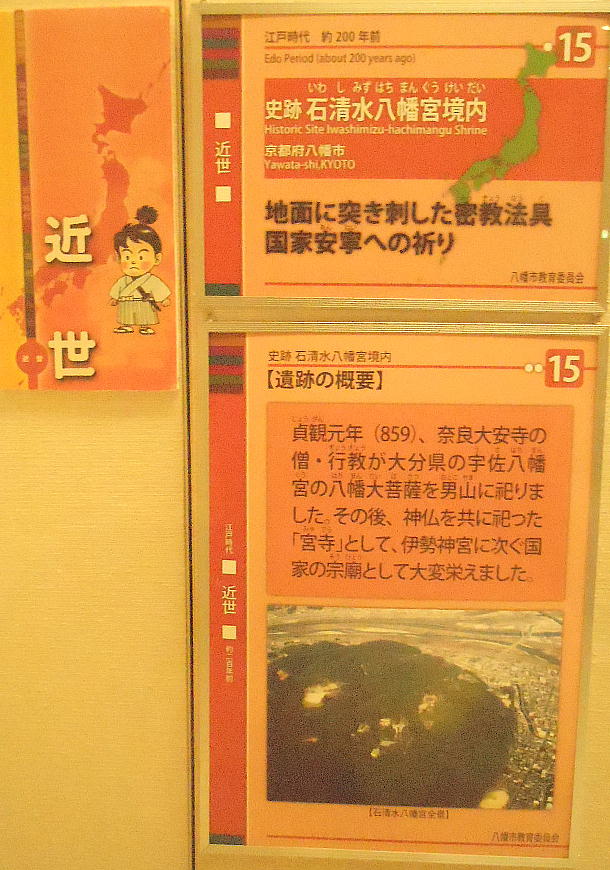 近世
近世
江戸時代 約200年前
Edo Period (about 200 years ago)
15
いわ し みず はち まん ぐう けい だい
史跡 石清水八幡宮境内
Historic Site Iwashimizu-hachimangu Shrine
京都府八幡市
Yawata-shi,KYOTO
■ 近世 ■
地面に突き刺した密教法具
国家安寧への祈り
八幡市教育委員会
史跡 石清水八幡宮境内
15
【遺跡の概要】
貞観元年（859）、奈良大安寺の
僧・行教が大分県の宇佐八幡
宮の八幡大菩薩を男山に祀りま
した。その後、神仏を共に祀った
「宮寺」として、伊勢神宮に次ぐ国
家の宗廟として大変栄えました。
江戸時代 ■ 近世 ■ 約二百年前
【石清水八幡宮全景】
八幡市教育委員会